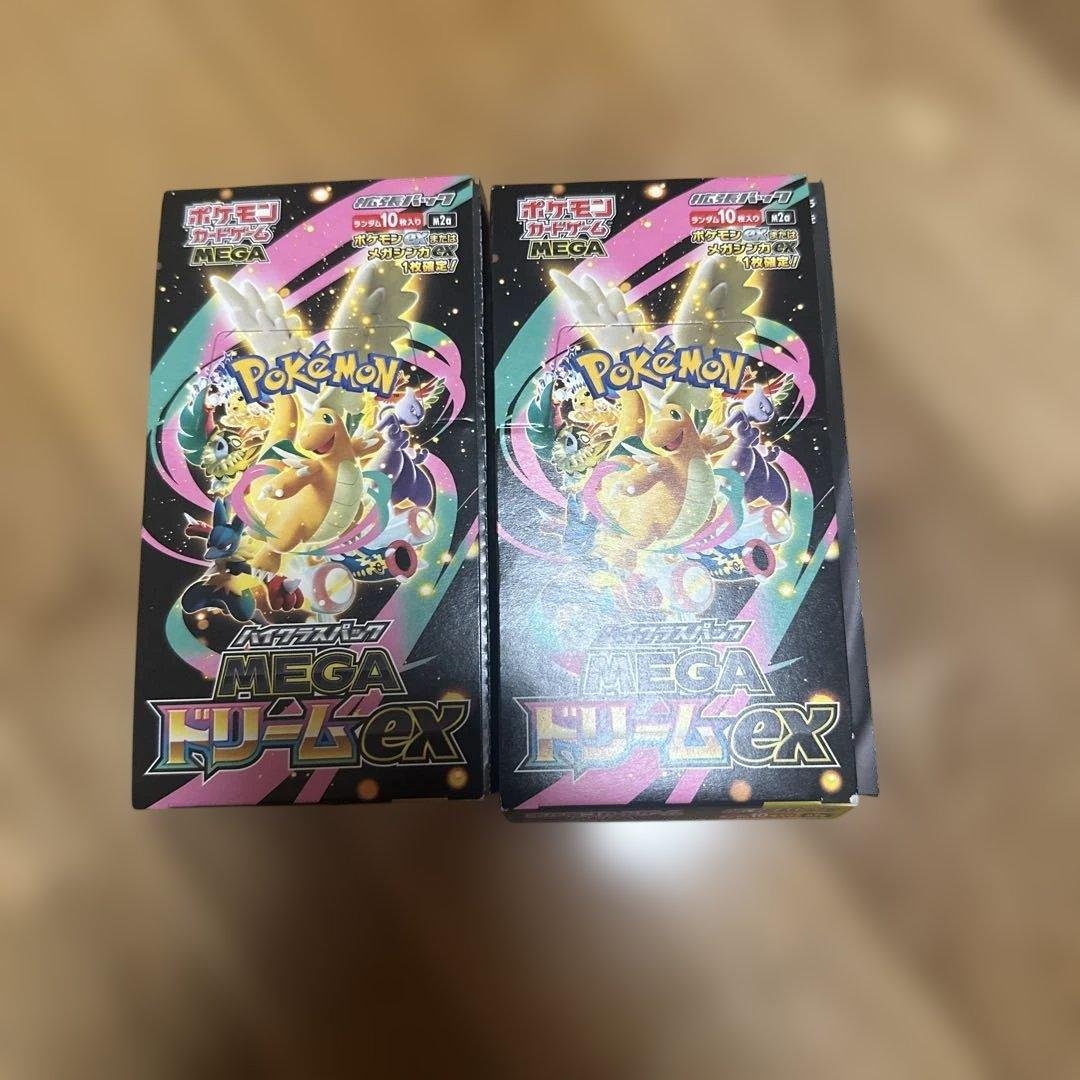 ポケモン
カードゲーム
MEGA
拡張パック
ランダム10枚入り M2a
ポケモンexまたは
メガシンカex
1枚確定!
POKéMON
ハイクラスパック
MEGA
ドリームex
ポケモン
カードゲーム
MEGA
拡張パック
ランダム10枚入り M2a
ポケモンexまたは
メガシンカex
1枚確定!
POKéMON
ハイクラスパック
MEGA
ドリームex